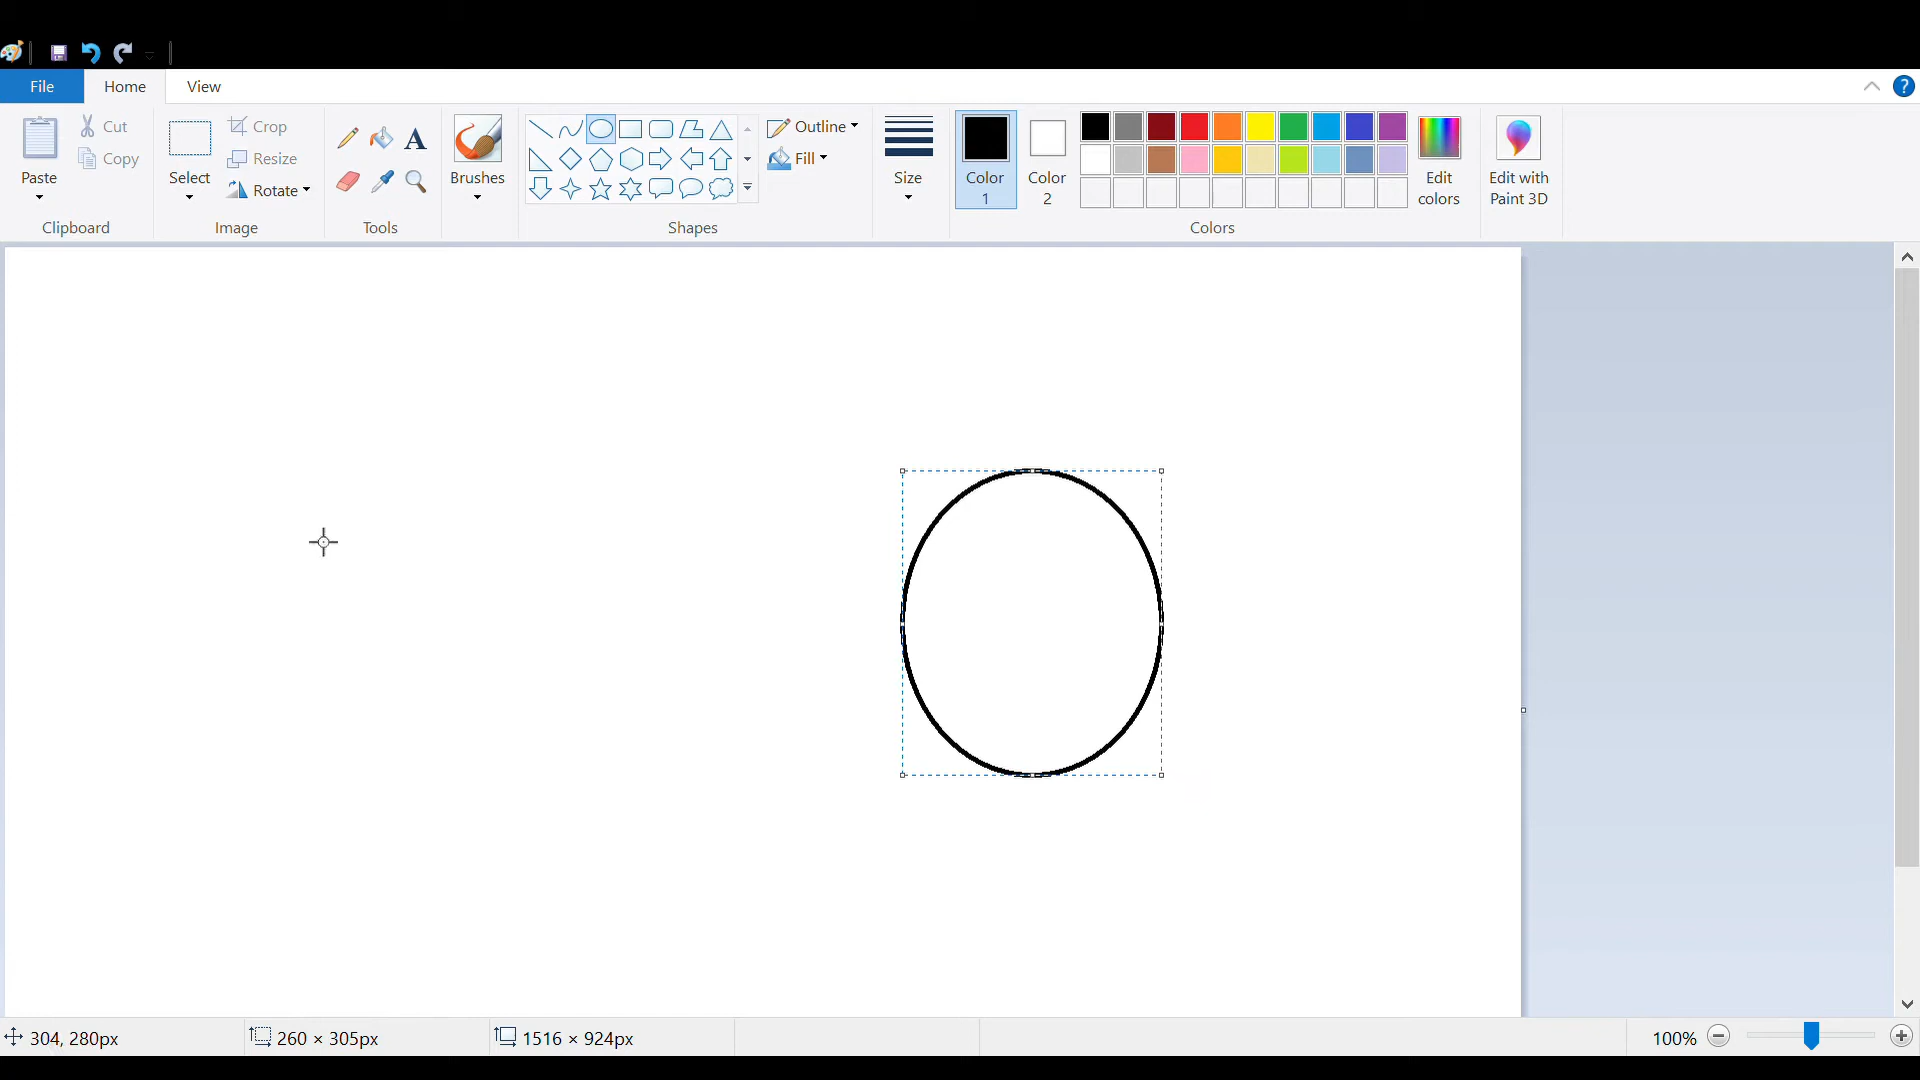 File Home View ?
Cut Crop Outline
Copy Resize Fill
Paste Select Rotate Brushes Size Color 1 Color 2 Edit colors Edit with Paint 3D
Clipboard Image Tools Shapes Colors
304, 280px 260 × 305px 1516 × 924px 100%